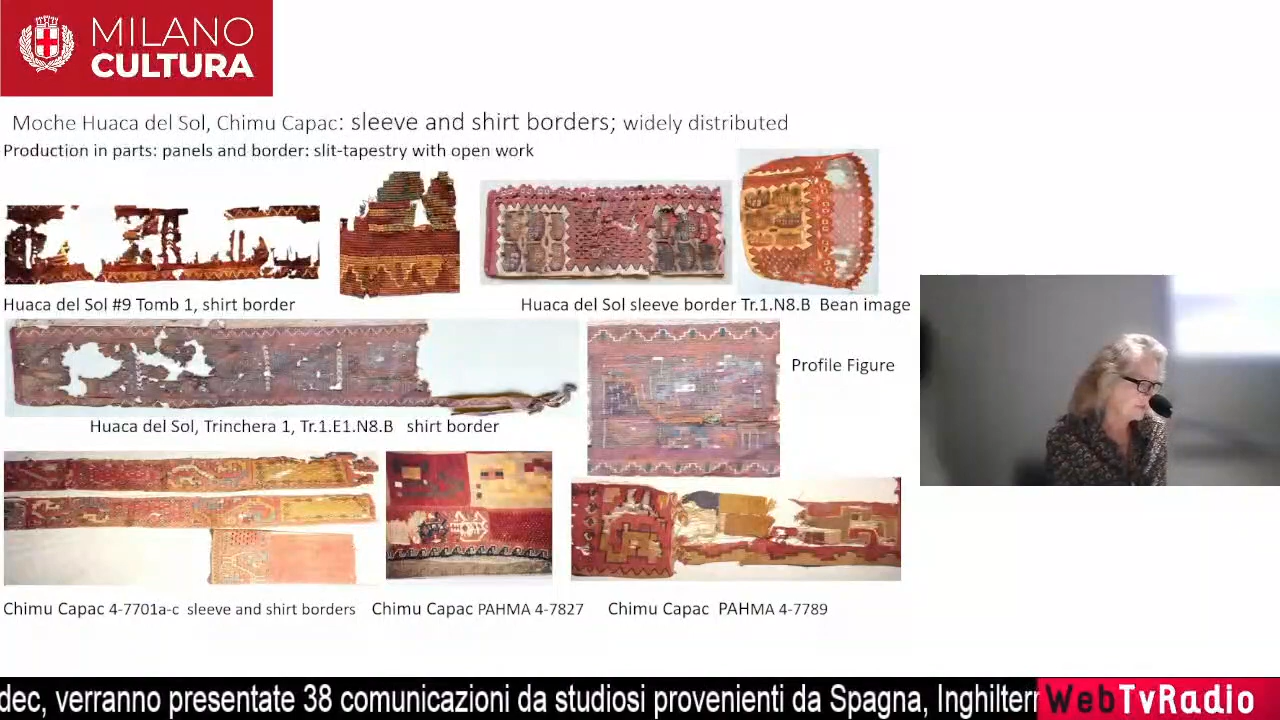 MILANO
CULTURA
Moche Huaca del Sol, Chimu Capac: sleeve and shirt borders; widely distributed
Production in parts: panels and border: slit-tapestry with open work
Huaca del Sol #9 Tomb 1, shirt border
Huaca del Sol sleeve border Tr.1.N8.B Bean image
Profile Figure
Huaca del Sol, Trinchera 1, Tr.1.E1.N8.B shirt border
Chimu Capac 4-7701a-c sleeve and shirt borders
Chimu Capac PAHMA 4-7827
Chimu Capac PAHMA 4-7789
dec, verranno presentate 38 comunicazioni da studiosi provenienti da Spagna, Inghilterr
WebTvRadio